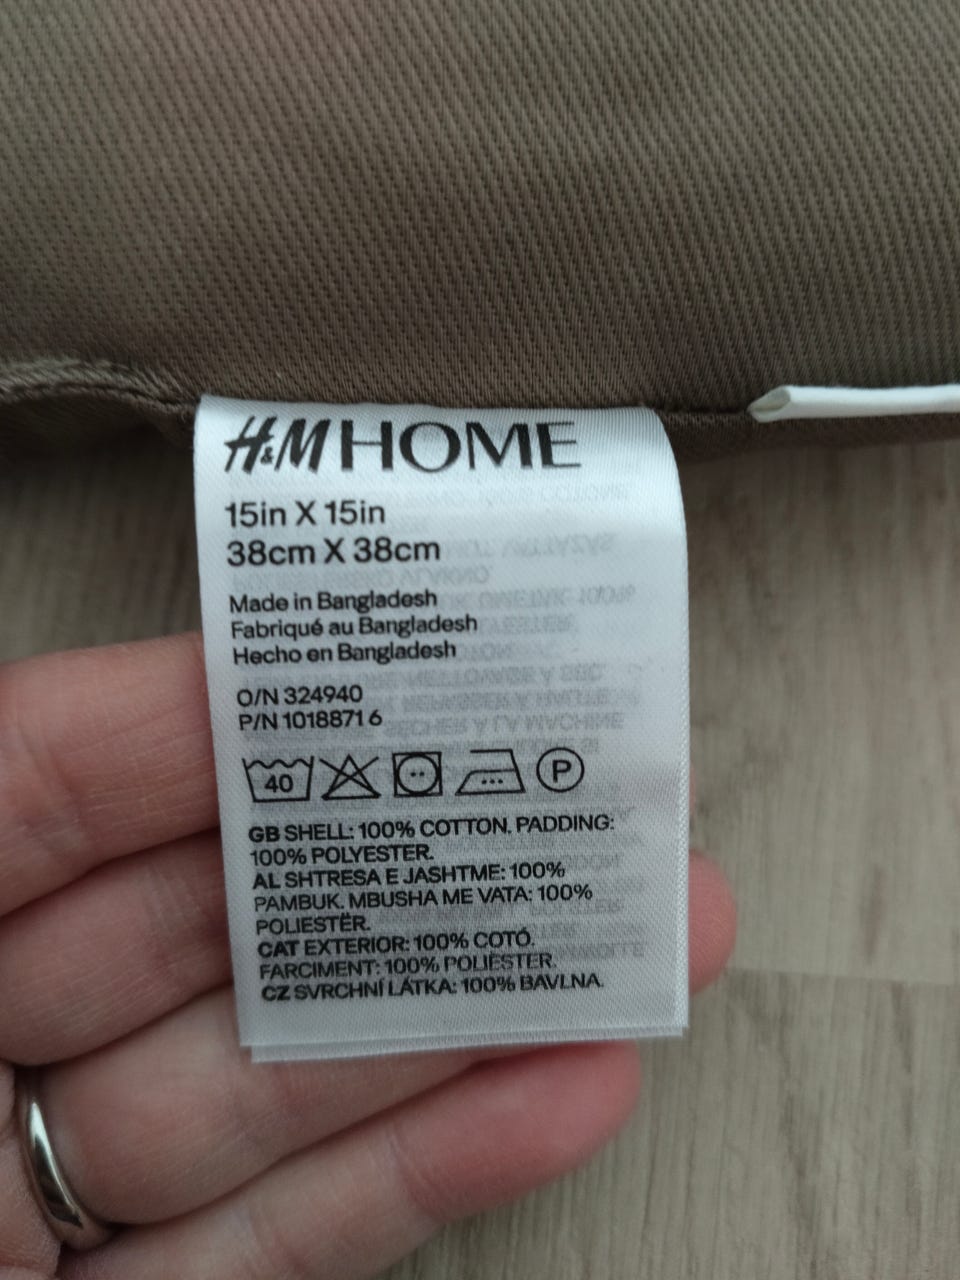 H&M HOME
15in X 15in
38cm X 38cm
Made in Bangladesh
Fabriqué au Bangladesh
Hecho en Bangladesh
O/N 324940
P/N 1018871 6
40
P
GB SHELL: 100% COTTON. PADDING:
100% POLYESTER.
AL SHTRESA E JASHTME: 100%
PAMBUK. MBUSHA ME VATA: 100%
POLIESTËR.
CAT EXTERIOR: 100% COTÓ.
FARCIMENT: 100% POLIÈSTER.
CZ SVRCHNÍ LÁTKA: 100% BAVLNA.